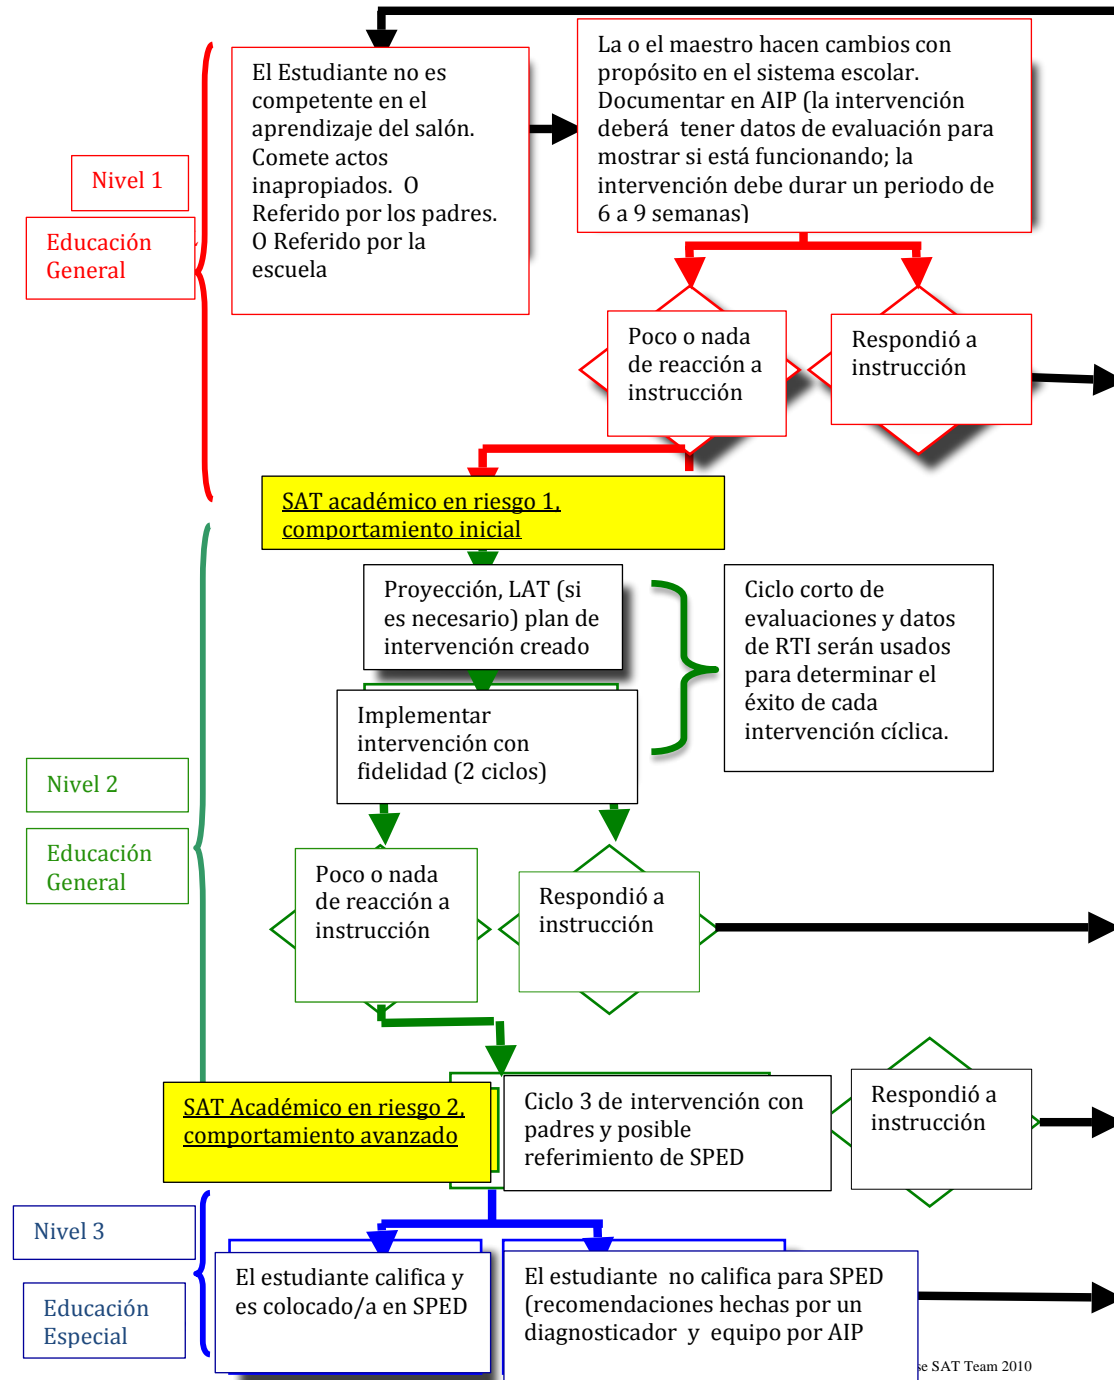 El Estudiante no es
competente en el
aprendizaje del salón.
Comete actos
inapropiados. O
Referido por los padres.
O Referido por la
escuela
La o el maestro hacen cambios con
propósito en el sistema escolar.
Documentar en AIP (la intervención
deberá tener datos de evaluación para
mostrar si está funcionando; la
intervención debe durar un periodo de
6 a 9 semanas)
Nivel 1
Educación
General
Poco o nada
de reacción a
instrucción
Respondió a
instrucción
SAT académico en riesgo 1,
comportamiento inicial
Proyección, LAT (si
es necesario) plan de
intervención creado
Ciclo corto de
evaluaciones y datos
de RTI serán usados
para determinar el
éxito de cada
intervención cíclica.
Implementar
intervención con
fidelidad (2 ciclos)
Nivel 2
Educación
General
Poco o nada
de reacción a
instrucción
Respondió a
instrucción
SAT Académico en riesgo 2,
comportamiento avanzado
Ciclo 3 de intervención con
padres y posible
referimiento de SPED
Respondió a
instrucción
Nivel 3
Educación
Especial
El estudiante califica y
es colocado/a en SPED
El estudiante no califica para SPED
(recomendaciones hechas por un
diagnosticador y equipo por AIP
SAT Team 2010